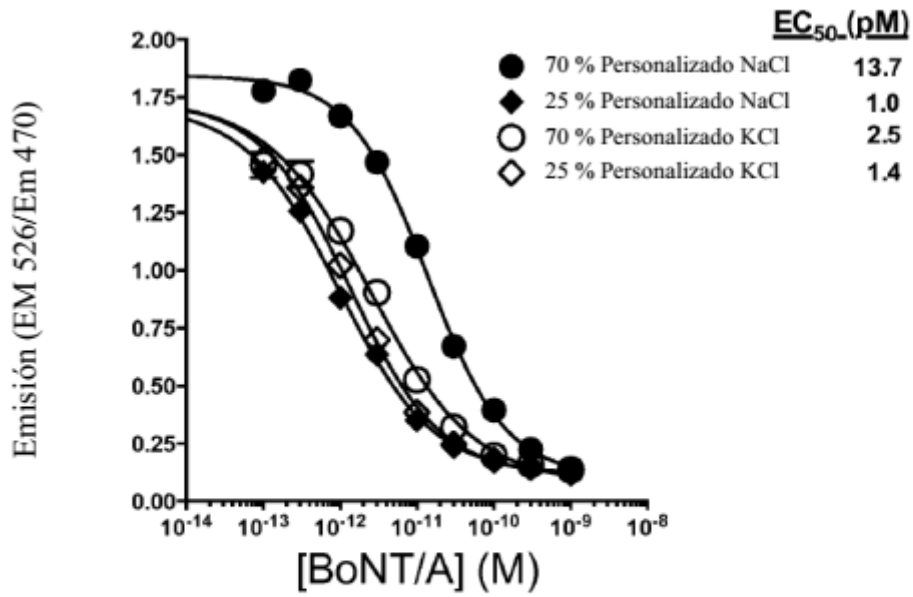 EC50 (pM)
70 % Personalizado NaCl 13.7
25 % Personalizado NaCl 1.0
70 % Personalizado KCl 2.5
25 % Personalizado KCl 1.4
Emisión (EM 526/Em 470)
2.00
1.75
1.50
1.25
1.00
0.75
0.50
0.25
0.00
10-14 10-13 10-12 10-11 10-10 10-9 10-8
[BoNT/A] (M)